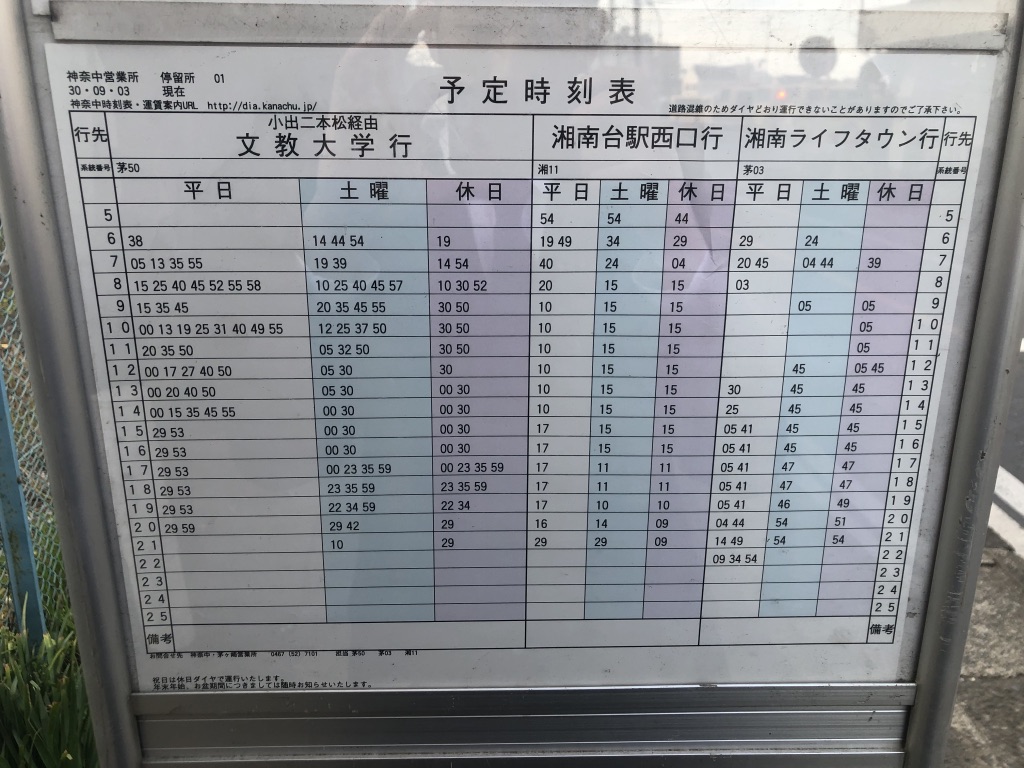 神奈中営業所 停留所 01
30・09・03 現在
神奈中時刻表・運賃案内URL http://dia.kanachu.jp/
予定時刻表
道路混雑のためダイヤどおり運行できないことがありますのでご了承下さい。
行先 小出二本松経由 文教大学行 湘南台駅西口行 湘南ライフタウン行 行先
系統番号 茅50 湘11 茅03 系統番号
平日 土曜 休日 平日 土曜 休日 平日 土曜 休日
5 54 54 44 5
6 38 14 44 54 19 19 49 34 29 29 24 6
7 05 13 35 55 19 39 14 54 40 24 04 20 45 04 44 39 7
8 15 25 40 45 52 55 58 10 25 40 45 57 10 30 52 20 15 15 03 8
9 15 35 45 20 35 45 55 30 50 10 15 15 05 05 9
10 00 13 19 25 31 40 49 55 12 25 37 50 30 50 10 15 15 05 10
11 20 35 50 05 32 50 30 50 10 15 15 05 11
12 00 17 27 40 50 05 30 30 10 15 15 45 05 45 12
13 00 20 40 50 05 30 00 30 10 15 15 30 45 45 13
14 00 15 35 45 55 00 30 00 30 10 15 15 25 45 45 14
15 29 53 00 30 00 30 17 15 15 05 41 45 45 15
16 29 53 00 30 00 30 17 15 15 05 41 45 45 16
17 29 53 00 23 35 59 00 23 35 59 17 11 11 05 41 47 47 17
18 29 53 23 35 59 23 35 59 17 11 11 05 41 47 47 18
19 29 53 22 34 59 22 34 17 10 10 05 41 46 49 19
20 29 59 29 42 29 16 14 09 04 44 54 51 20
21 10 29 29 29 09 14 49 54 54 21
22 09 34 54 22
23 23
24 24
25 25
備考 備考
お問合せ先 神奈中・茅ヶ崎営業所 0467 (52) 7101 担当 茅50 茅03 湘11
祝日は休日ダイヤで運行いたします。
年末年始、お盆期間につきましては随時お知らせいたします。